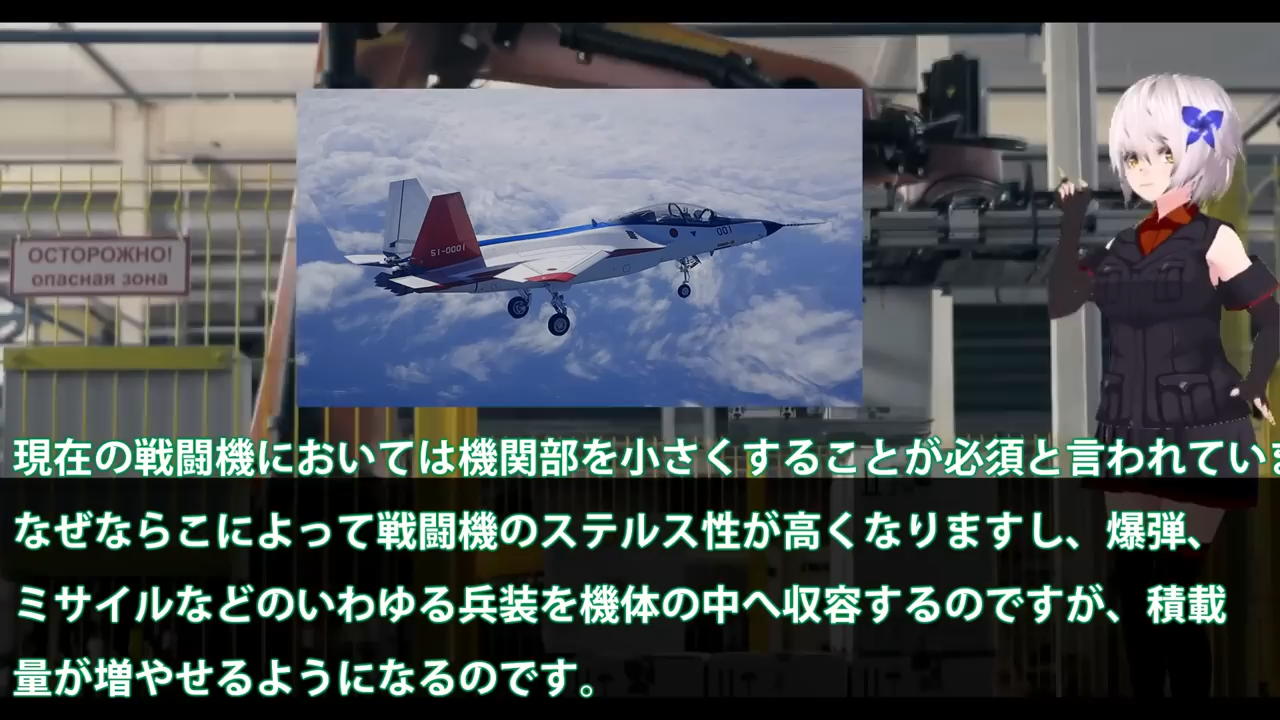 ОСТОРОЖНО!
опасная зона
51-0001
001
現在の戦闘機においては機関部を小さくすることが必須と言われていま
なぜならこによって戦闘機のステルス性が高くなりますし、爆弾、
ミサイルなどのいわゆる兵装を機体の中へ収容するのですが、積載
量が増やせるようになるのです。